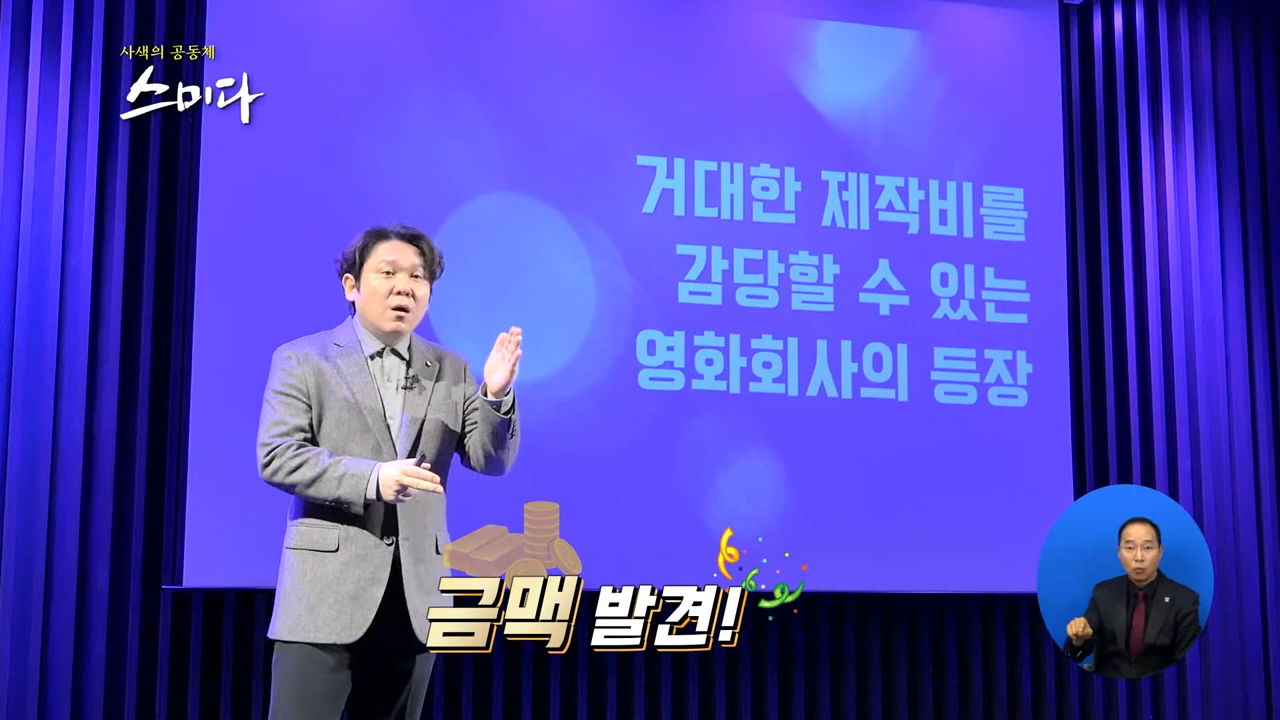 사색의 공동체
스미다
거대한 제작비를
감당할 수 있는
영화회사의 등장
금맥 발견!